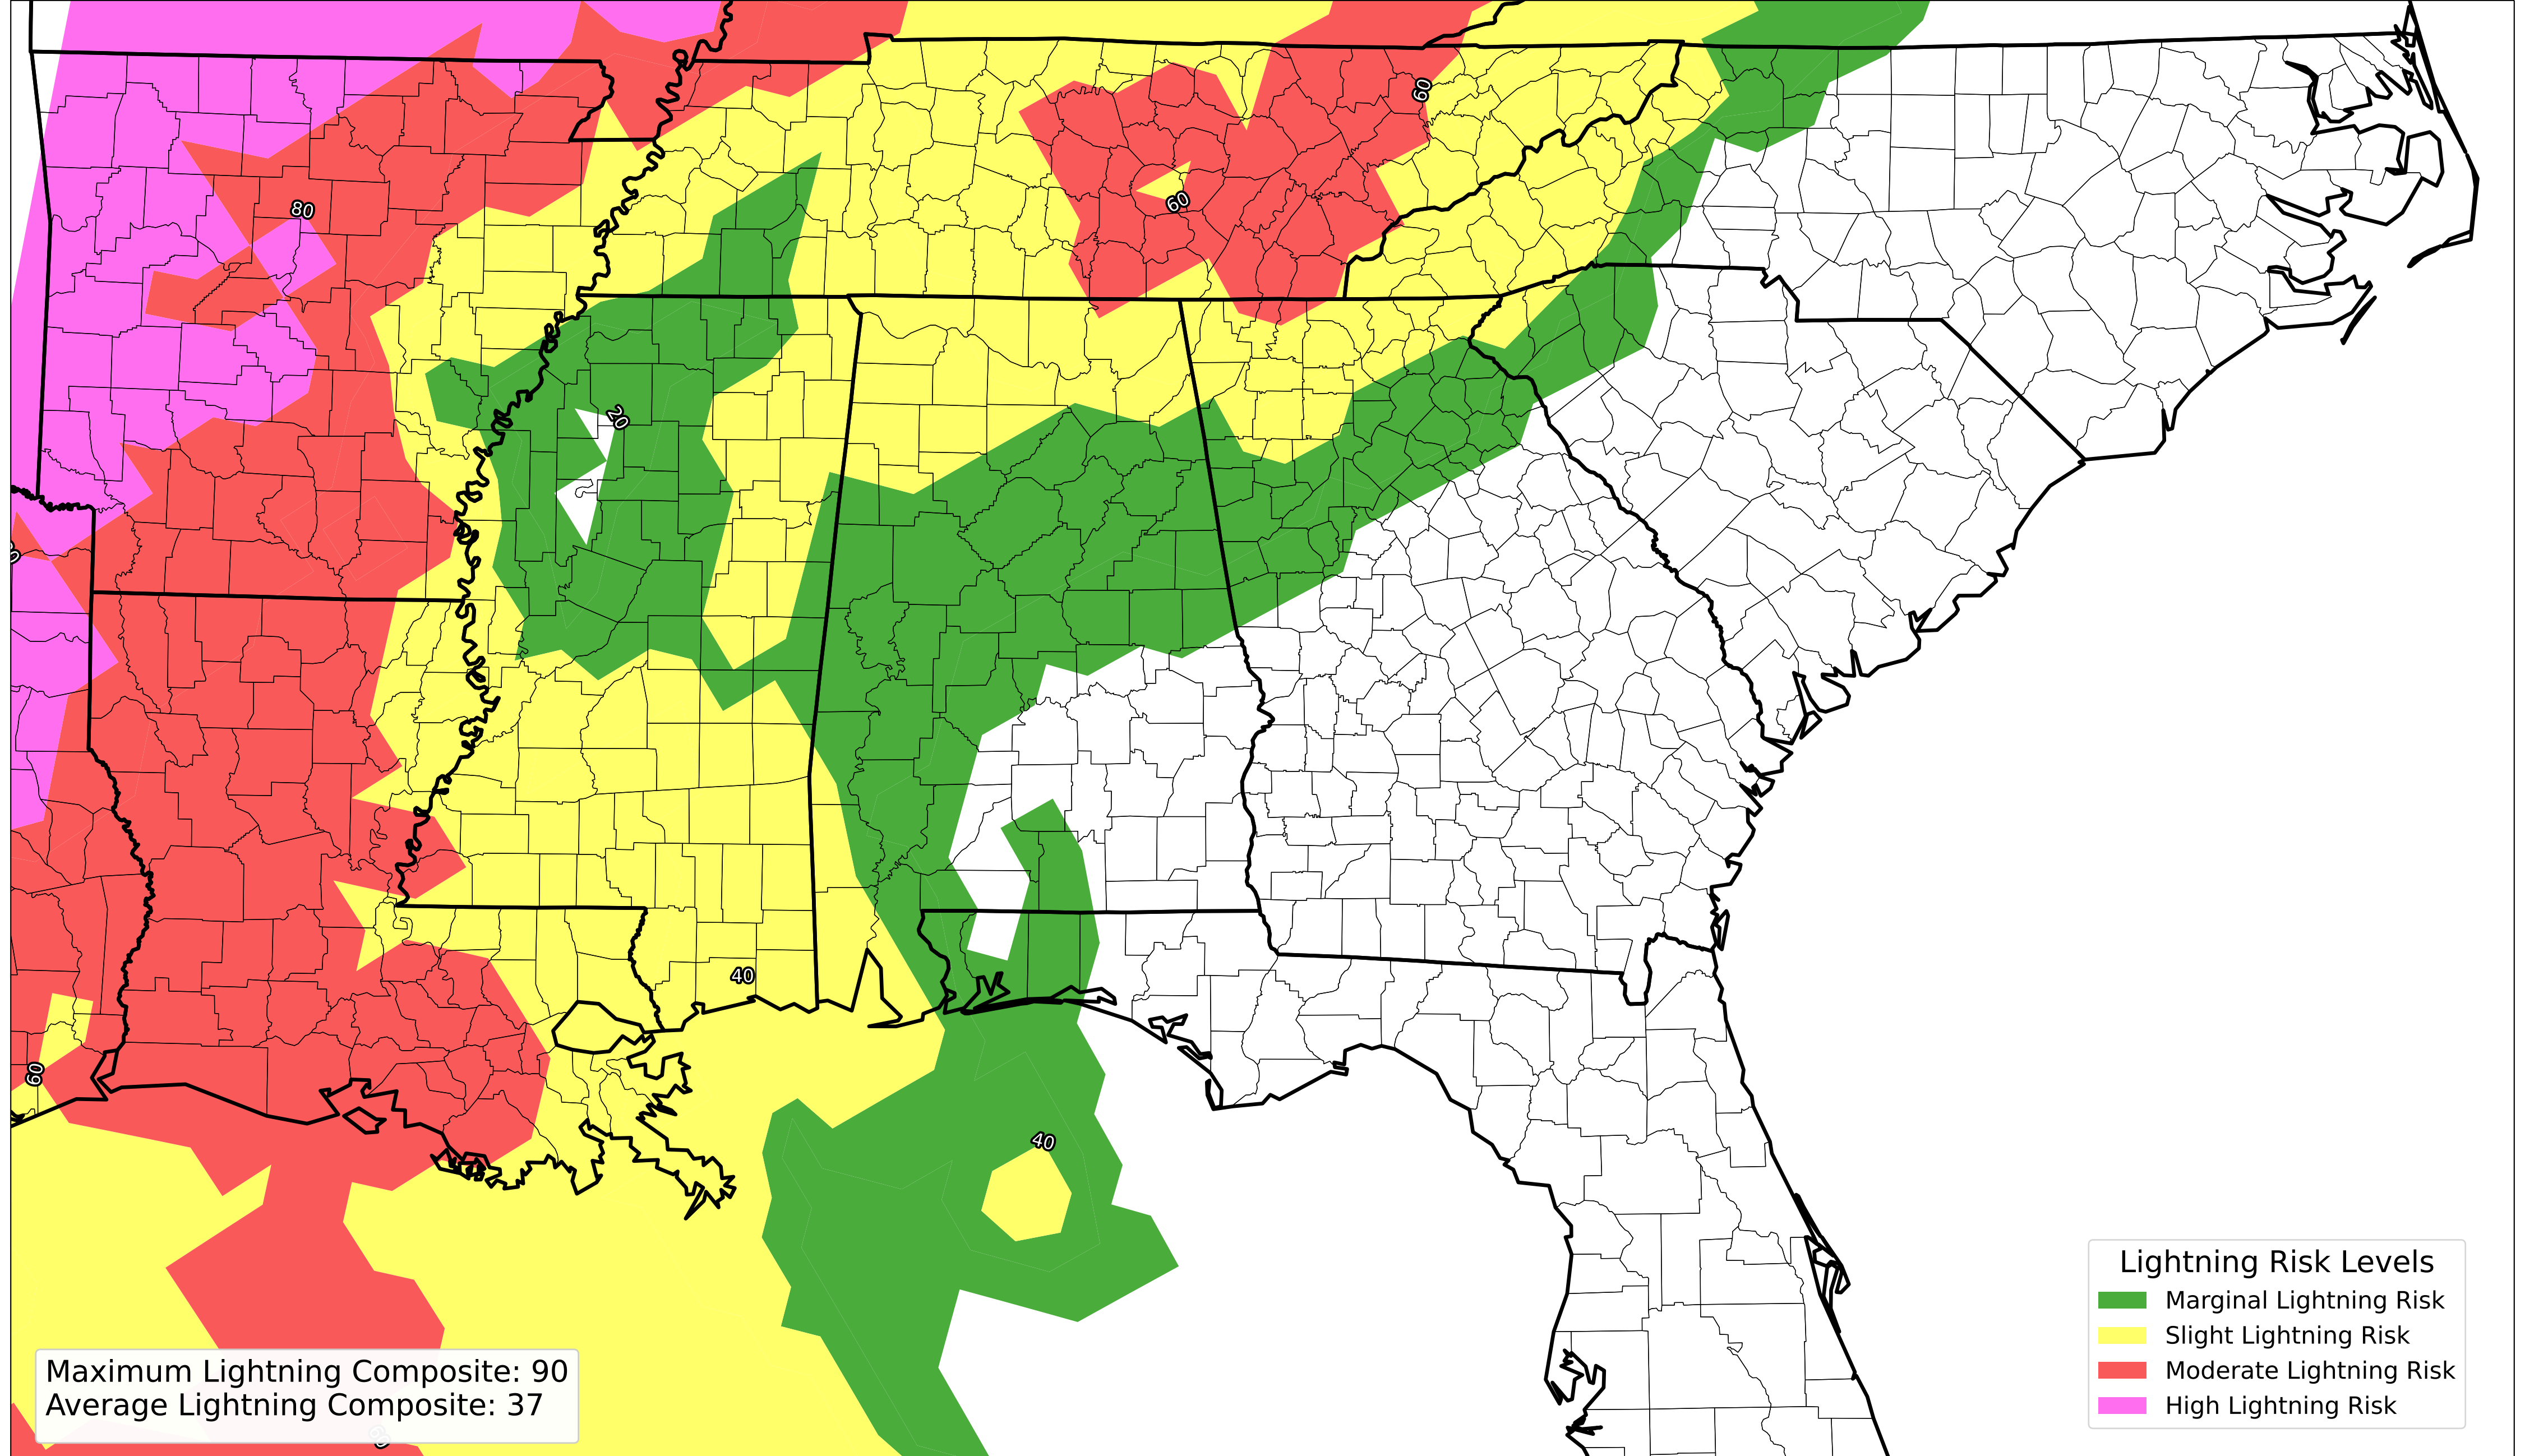 60
80
60
20
40
60
40
Lightning Risk Levels
Marginal Lightning Risk
Slight Lightning Risk
Moderate Lightning Risk
High Lightning Risk
Maximum Lightning Composite: 90
Average Lightning Composite: 37